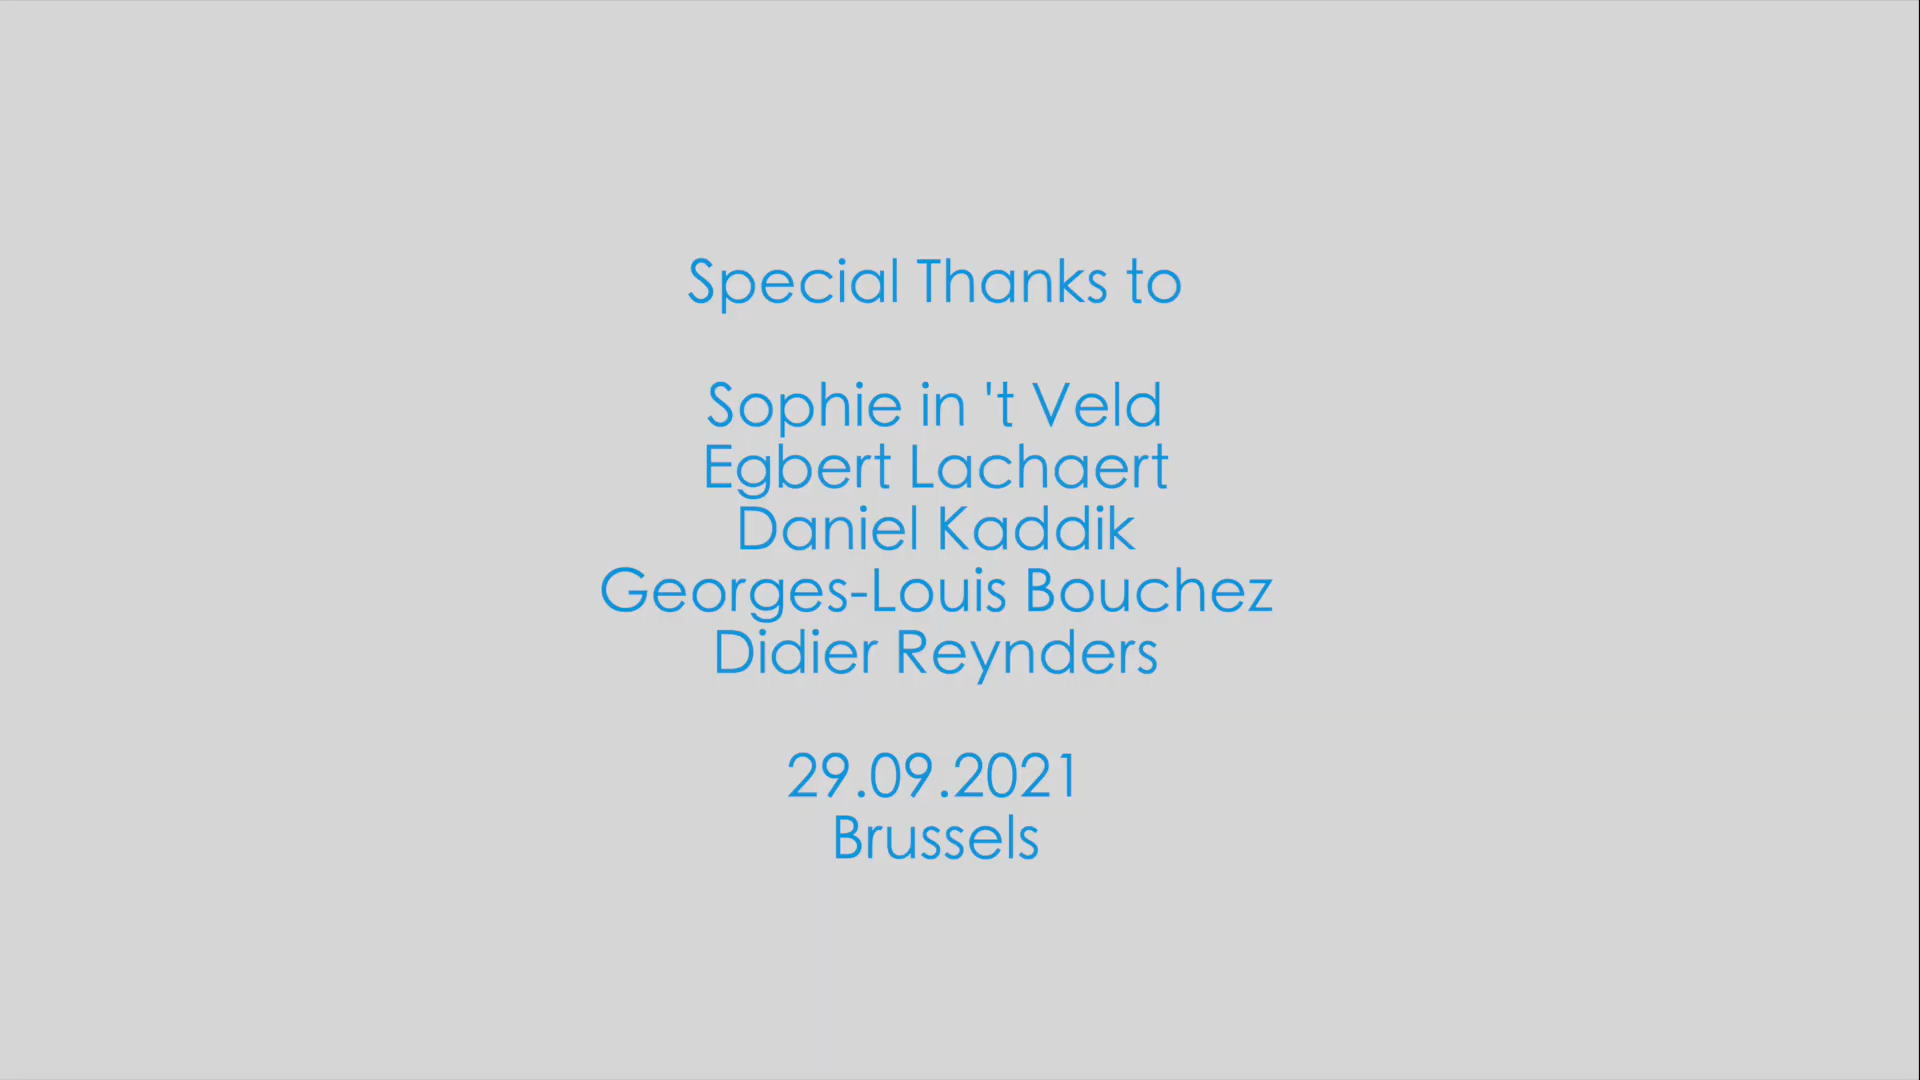 Special Thanks to
Sophie in 't Veld
Egbert Lachaert
Daniel Kaddik
Georges-Louis Bouchez
Didier Reynders
29.09.2021
Brussels